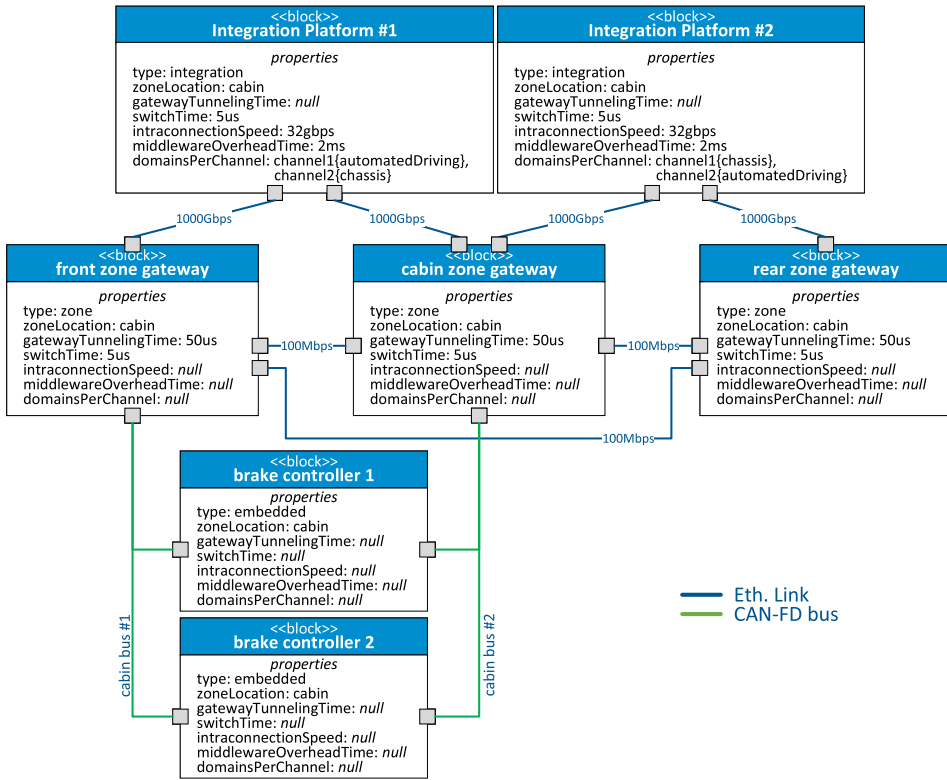 <<block>>
Integration Platform #1
properties
type: integration
zoneLocation: cabin
gatewayTunnelingTime: null
switchTime: 5us
intraconnectionSpeed: 32gbps
middlewareOverheadTime: 2ms
domainsPerChannel: channel1{automatedDriving},
channel2{chassis}
<<block>>
Integration Platform #2
properties
type: integration
zoneLocation: cabin
gatewayTunnelingTime: null
switchTime: 5us
intraconnectionSpeed: 32gbps
middlewareOverheadTime: 2ms
domainsPerChannel: channel1{chassis},
channel2{automatedDriving}
1000Gbps
1000Gbps
1000Gbps
1000Gbps
<<block>>
front zone gateway
properties
type: zone
zoneLocation: cabin
gatewayTunnelingTime: 50us
switchTime: 5us
intraconnectionSpeed: null
middlewareOverheadTime: null
domainsPerChannel: null
100Mbps
<<block>>
cabin zone gateway
properties
type: zone
zoneLocation: cabin
gatewayTunnelingTime: 50us
switchTime: 5us
intraconnectionSpeed: null
middlewareOverheadTime: null
domainsPerChannel: null
100Mbps
<<block>>
rear zone gateway
properties
type: zone
zoneLocation: cabin
gatewayTunnelingTime: 50us
switchTime: 5us
intraconnectionSpeed: null
middlewareOverheadTime: null
domainsPerChannel: null
100Mbps
<<block>>
brake controller 1
properties
type: embedded
zoneLocation: cabin
gatewayTunnelingTime: null
switchTime: null
intraconnectionSpeed: null
middlewareOverheadTime: null
domainsPerChannel: null
<<block>>
brake controller 2
properties
type: embedded
zoneLocation: cabin
gatewayTunnelingTime: null
switchTime: null
intraconnectionSpeed: null
middlewareOverheadTime: null
domainsPerChannel: null
cabin bus #1
cabin bus #2
Eth. Link
CAN-FD bus